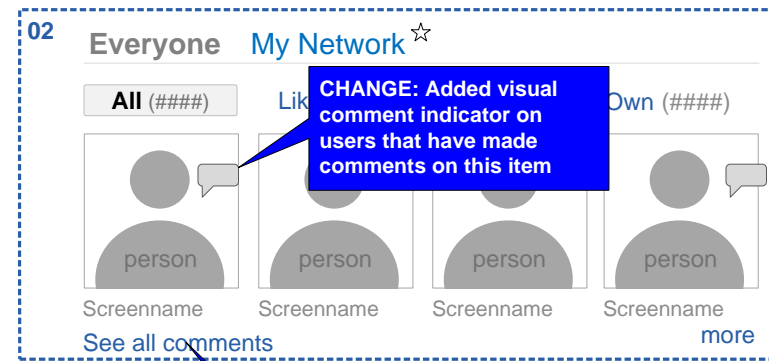 02
Everyone My Network
All (####) Lik Own (####)
CHANGE: Added visual
comment indicator on
users that have made
comments on this item
person person person person
Screenname Screenname Screenname Screenname
See all comments more